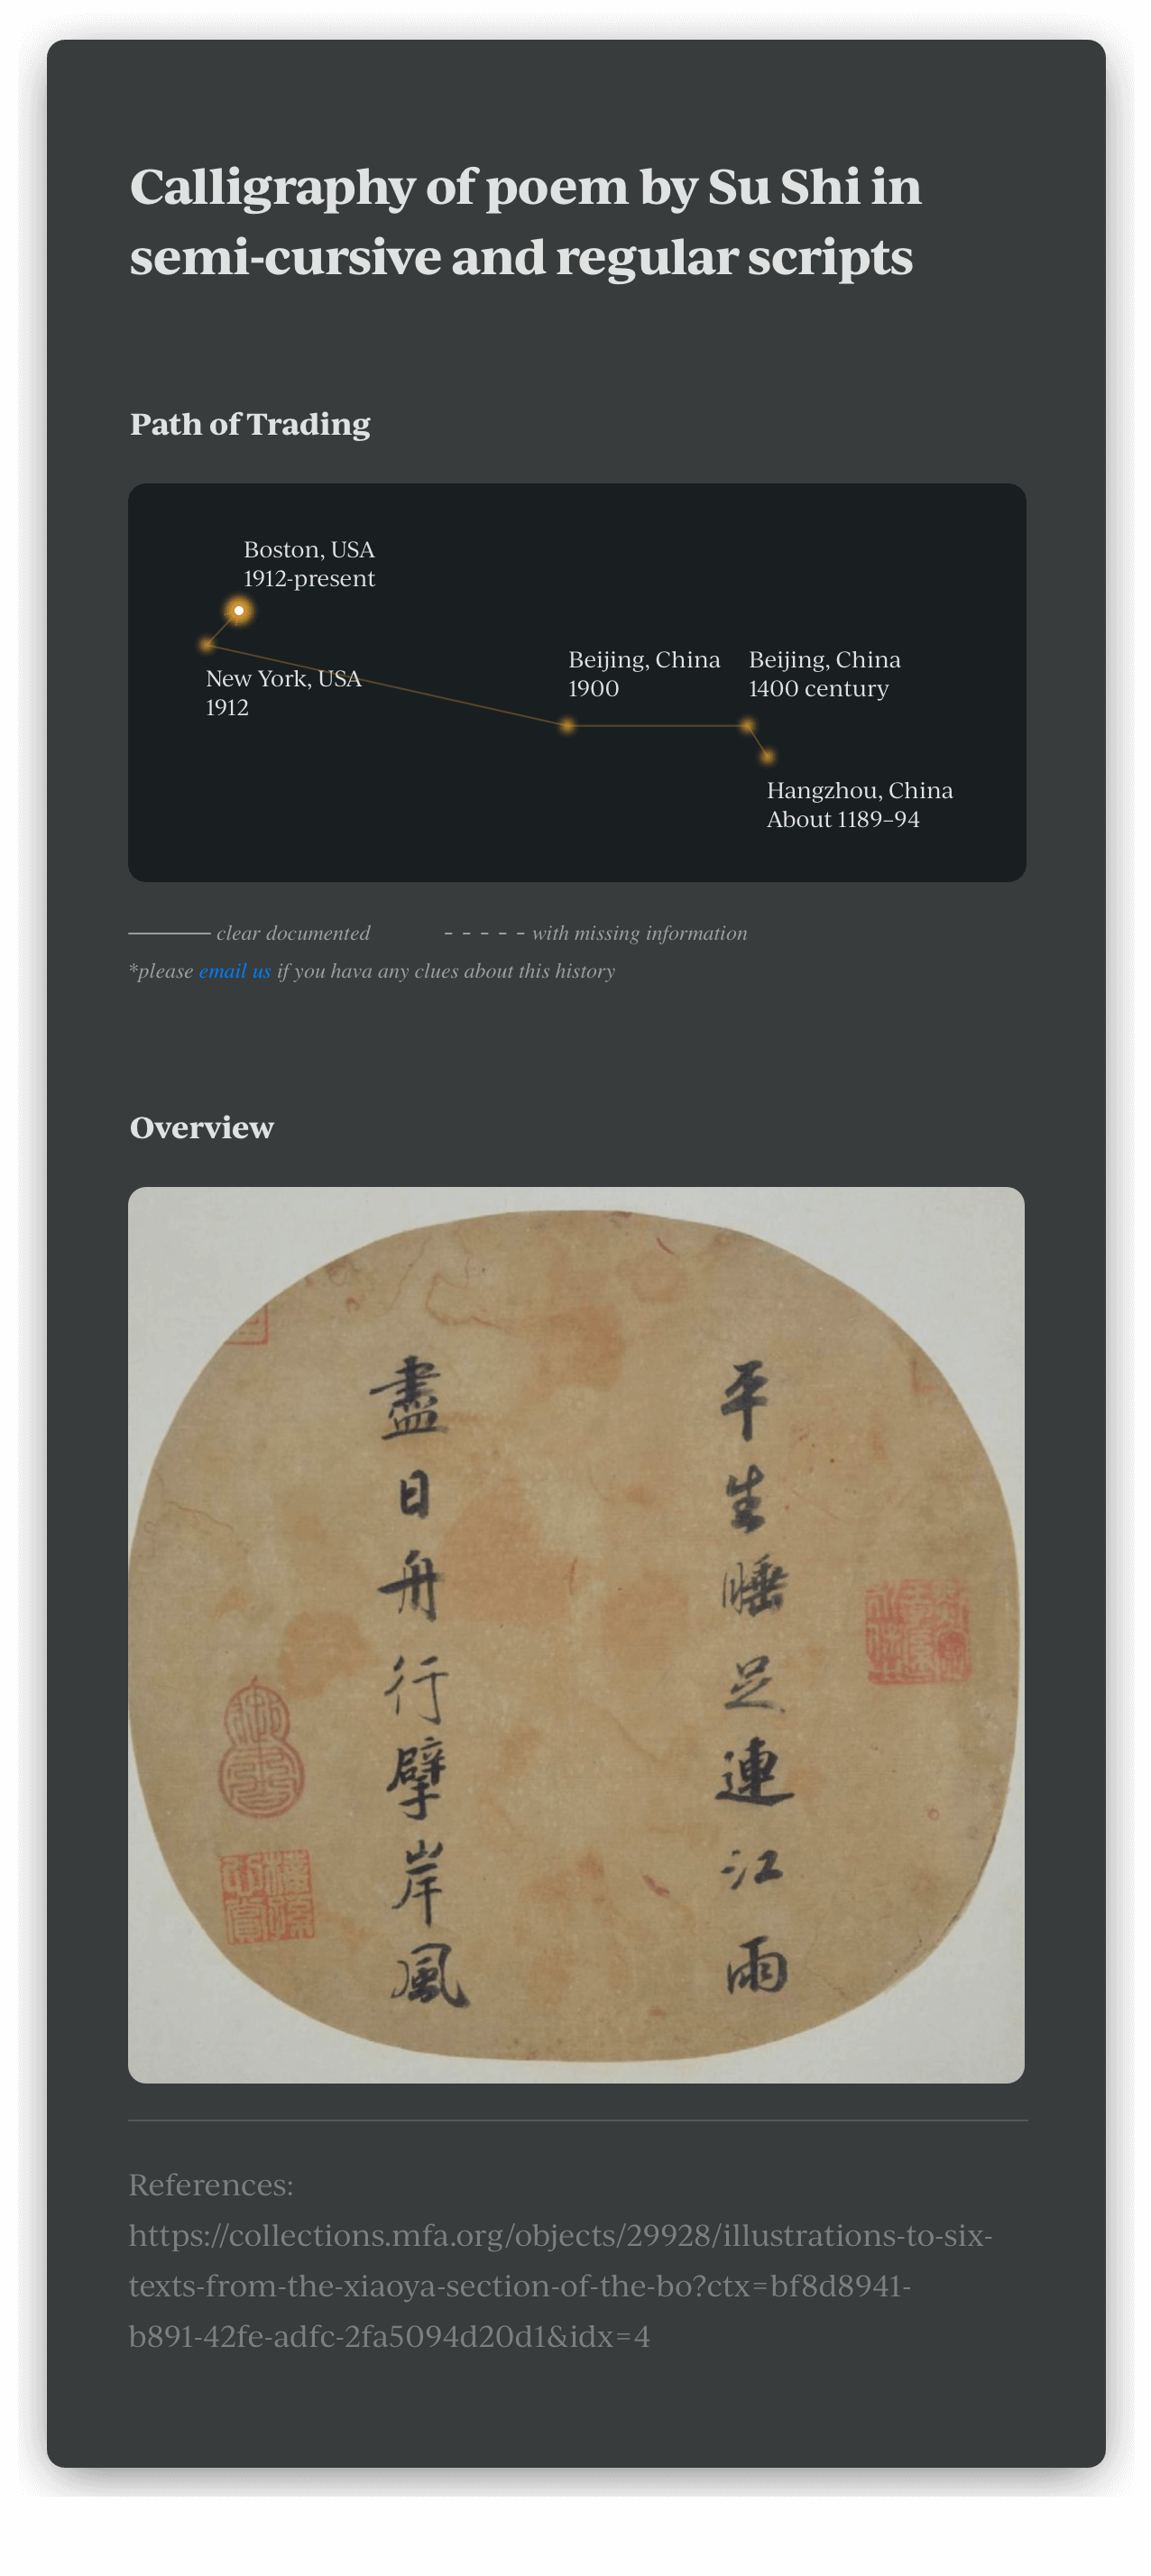 Calligraphy of poem by Su Shi in
semi-cursive and regular scripts
Path of Trading
Boston, USA
1912-present
New York, USA
1912
Beijing, China
1900
Beijing, China
1400 century
Hangzhou, China
About 1189–94
clear documented
with missing information
*please email us if you hava any clues about this history
Overview
平生睡足連江雨
盡日舟行擘岸風
References:
https://collections.mfa.org/objects/29928/illustrations-to-six-
texts-from-the-xiaoya-section-of-the-bo?ctx=bf8d8941-
b891-42fe-adfc-2fa5094d20d1&idx=4